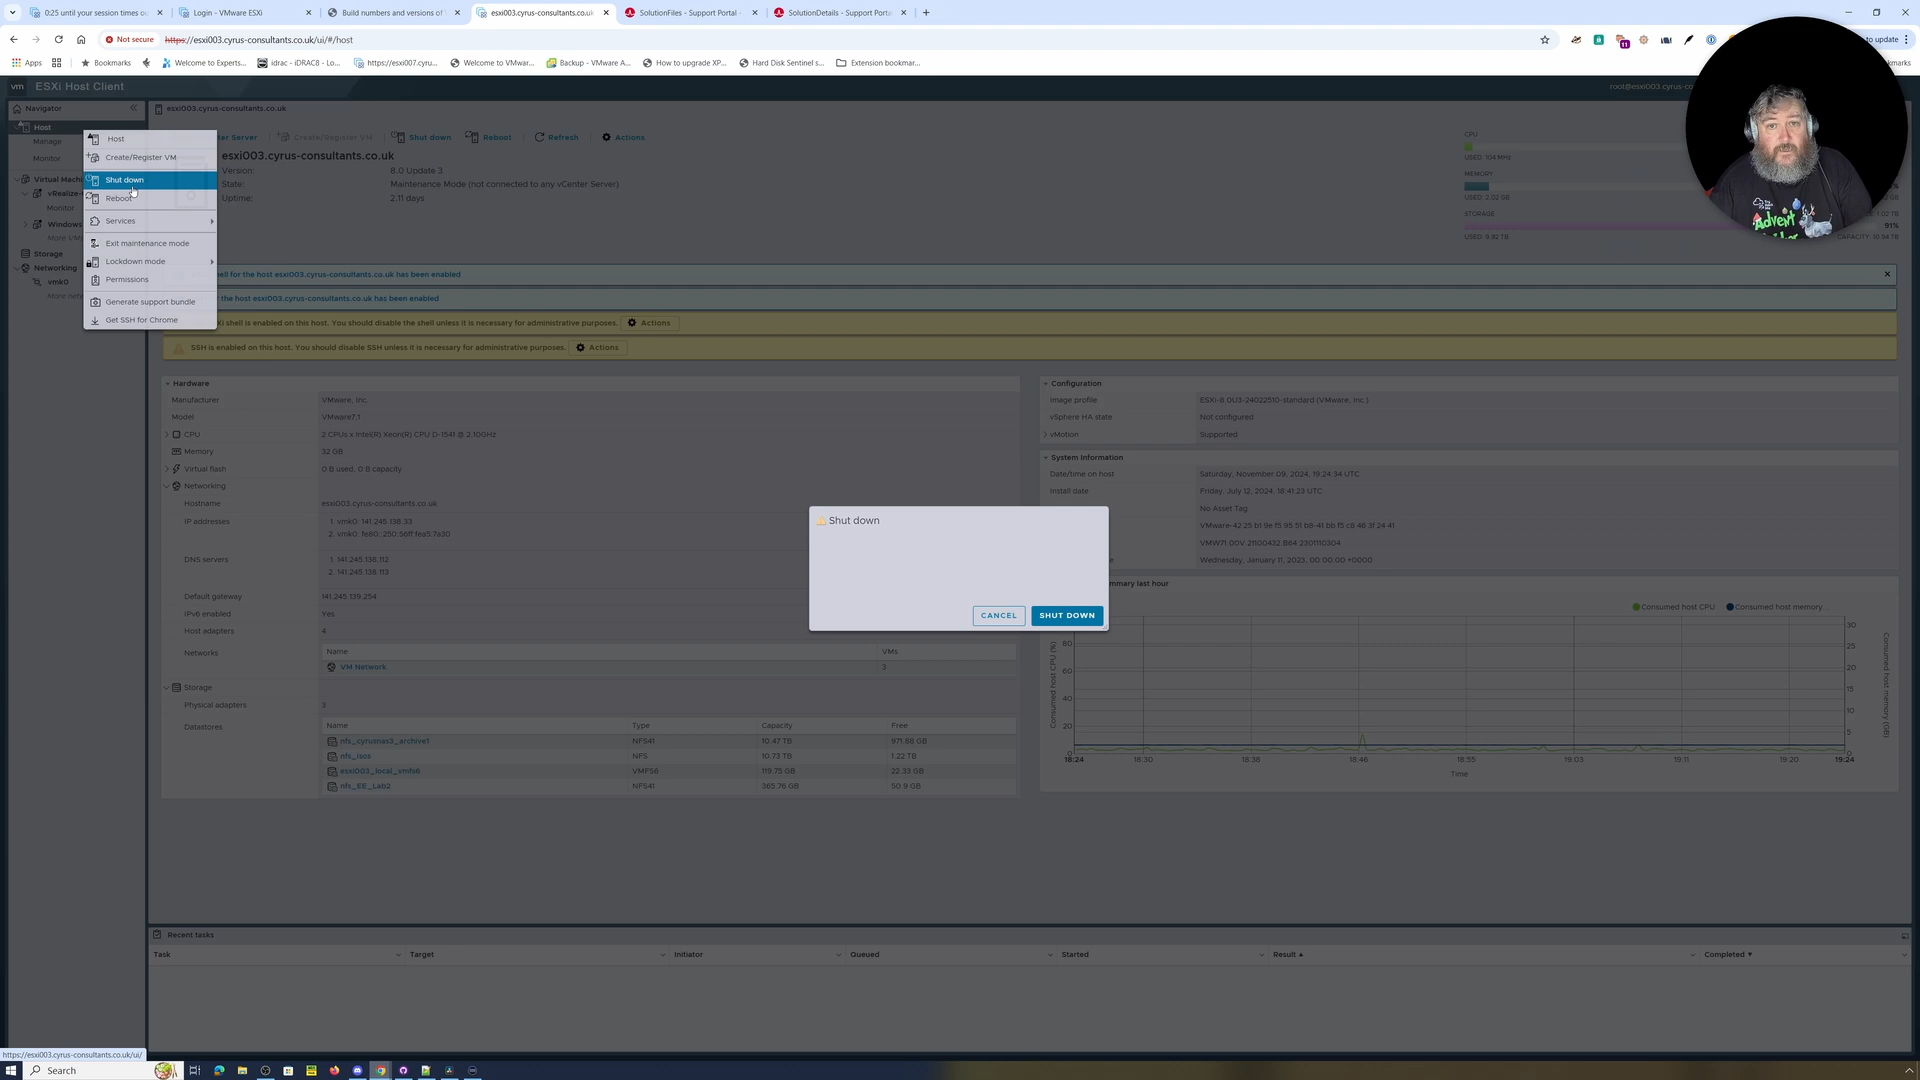 0:25 until your session times ou
Login - VMware ESXi
Build numbers and versions of
esxi003.cyrus-consultants.co.uk
SolutionFiles - Support Portal -
SolutionDetails - Support Porta
Not secure
https://esxi003.cyrus-consultants.co.uk/ui/#/host
11
to update
Apps
Bookmarks
Welcome to Experts...
idrac - iDRAC8 - Lo...
https://esxi007.cyru...
Welcome to VMwar...
Backup - VMware A...
How to upgrade XP...
Hard Disk Sentinel s...
Extension bookmar...
vm
ESXi Host Client
root@esxi003.cyrus-co
Navigator
esxi003.cyrus-consultants.co.uk
Host
Manage
Monitor
Virtual Machi
vRealize-
Monitor
Windows
More VM
Storage
Networking
vmk0
More netw
Host
Create/Register VM
Shut down
Reboot
Services
Exit maintenance mode
Lockdown mode
Permissions
Generate support bundle
Get SSH for Chrome
Server
Create/Register VM
Shut down
Reboot
Refresh
Actions
esxi003.cyrus-consultants.co.uk
Version:
8.0 Update 3
State:
Maintenance Mode (not connected to any vCenter Server)
Uptime:
2.11 days
CPU
USED: 104 MHz
MEMORY
USED: 2.02 GB
STORAGE
1.02 TB
91%
USED: 9.92 TB
CAPACITY: 10.94 TB
Advent
ell for the host esxi003.cyrus-consultants.co.uk has been enabled
the host esxi003.cyrus-consultants.co.uk has been enabled
i shell is enabled on this host. You should disable the shell unless it is necessary for administrative purposes.
Actions
SSH is enabled on this host. You should disable SSH unless it is necessary for administrative purposes.
Actions
Hardware
Manufacturer
VMware, Inc.
Model
VMware7,1
CPU
2 CPUs x Intel(R) Xeon(R) CPU D-1541 @ 2.10GHz
Memory
32 GB
Virtual flash
0 B used, 0 B capacity
Networking
Hostname
esxi003.cyrus-consultants.co.uk
IP addresses
1. vmk0: 141.245.138.33
2. vmk0: fe80::250:56ff:fea5:7a30
DNS servers
1. 141.245.138.112
2. 141.245.138.113
Default gateway
141.245.139.254
IPv6 enabled
Yes
Host adapters
4
Networks
Name
VMs
VM Network
3
Storage
Physical adapters
3
Datastores
Name
Type
Capacity
Free
nfs_cyrusnas3_archive1
NFS41
10.47 TB
971.88 GB
nfs_isos
NFS
10.73 TB
1.22 TB
esxi003_local_vmfs6
VMFS6
119.75 GB
22.33 GB
nfs_EE_Lab2
NFS41
365.76 GB
50.9 GB
Configuration
Image profile
ESXi-8.0U3-24022510-standard (VMware, Inc.)
vSphere HA state
Not configured
vMotion
Supported
System Information
Date/time on host
Saturday, November 09, 2024, 19:24:34 UTC
Install date
Friday, July 12, 2024, 18:41:23 UTC
No Asset Tag
VMware-42 25 b1 9e f5 95 51 b8-41 bb f5 c8 46 3f 24 41
VMW71.00V.21100432.B64.2301110304
Wednesday, January 11, 2023, 00:00:00 +0000
Shut down
CANCEL
SHUT DOWN
mmary last hour
Consumed host CPU
Consumed host memory...
Consumed host CPU (%)
80
60
40
20
0
30
25
20
15
10
5
0
Consumed host memory (GB)
18:24
18:30
18:38
18:46
18:55
19:03
19:11
19:20
19:24
Time
Recent tasks
Task
Target
Initiator
Queued
Started
Result
Completed
https://esxi003.cyrus-consultants.co.uk/ui/
Search